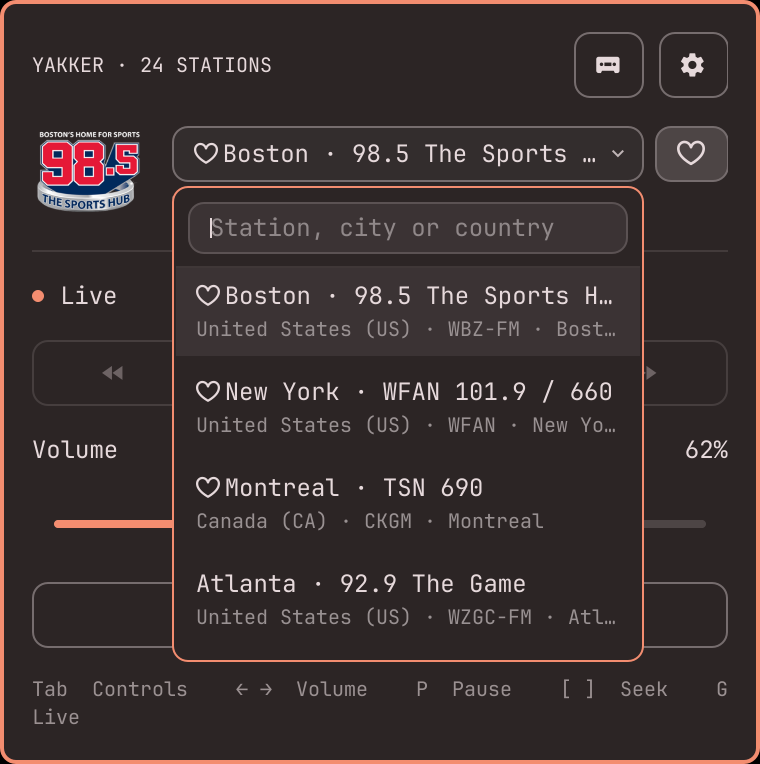 YAKKER · 24 STATIONS
BOSTON'S HOME FOR SPORTS
98.5
THE SPORTS HUB
Boston · 98.5 The Sports …
Station, city or country
Boston · 98.5 The Sports H…
United States (US) · WBZ-FM · Bost…
New York · WFAN 101.9 / 660
United States (US) · WFAN · New Yo…
Montreal · TSN 690
Canada (CA) · CKGM · Montreal
Atlanta · 92.9 The Game
United States (US) · WZGC-FM · Atl…
Live
Volume
62%
Tab Controls ← → Volume P Pause [ ] Seek G
Live